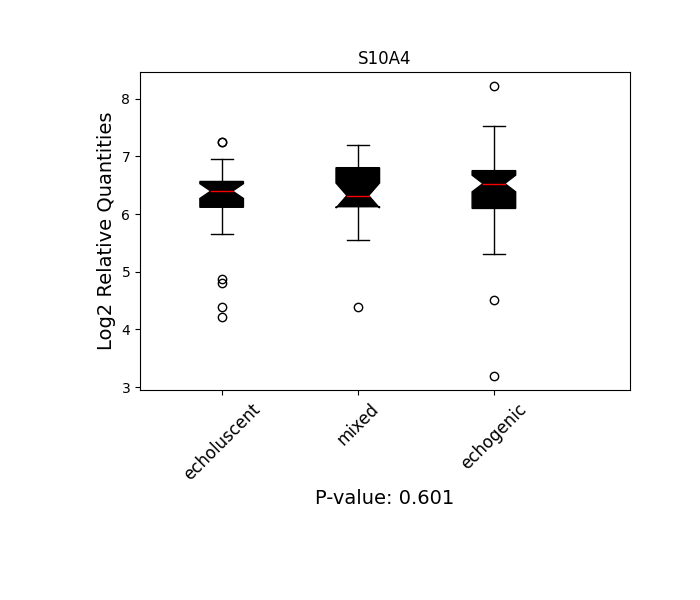 S10A4
Log2 Relative Quantities
8
7
6
5
4
3
echoluscent
mixed
echogenic
P-value: 0.601